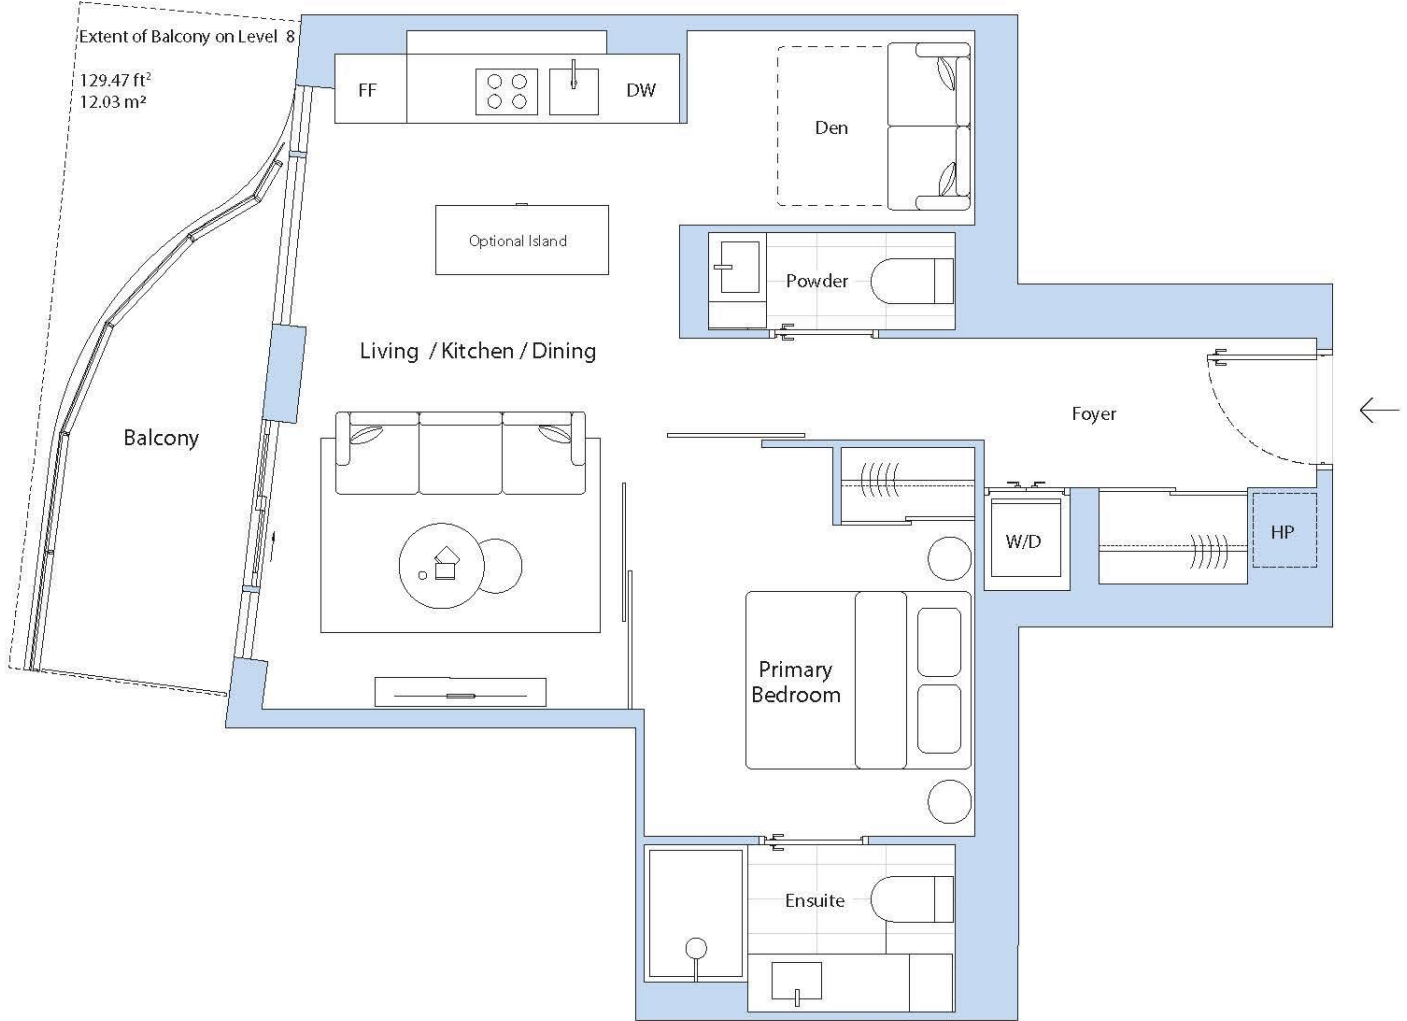 Extent of Balcony on Level 8
129.47 ft²
12.03 m²
FF
DW
Den
Optional Island
Powder
Living / Kitchen / Dining
Foyer
Balcony
W/D
HP
Primary
Bedroom
Ensuite